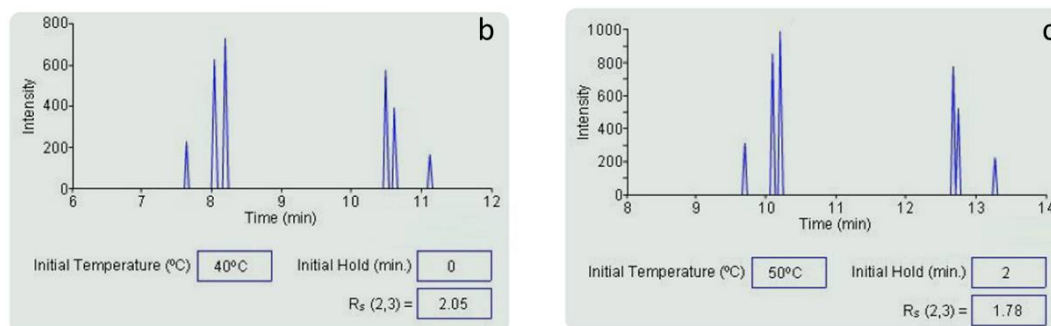 b
800
600
400
200
0
Intensity
6 7 8 9 10 11 12
Time (min)
Initial Temperature (ºC) 40ºC Initial Hold (min.) 0
Rs (2,3) = 2.05
1000
800
600
400
200
0
Intensity
8 9 10 11 12 13 14
Time (min)
Initial Temperature (ºC) 50ºC Initial Hold (min.) 2
Rs (2,3) = 1.78